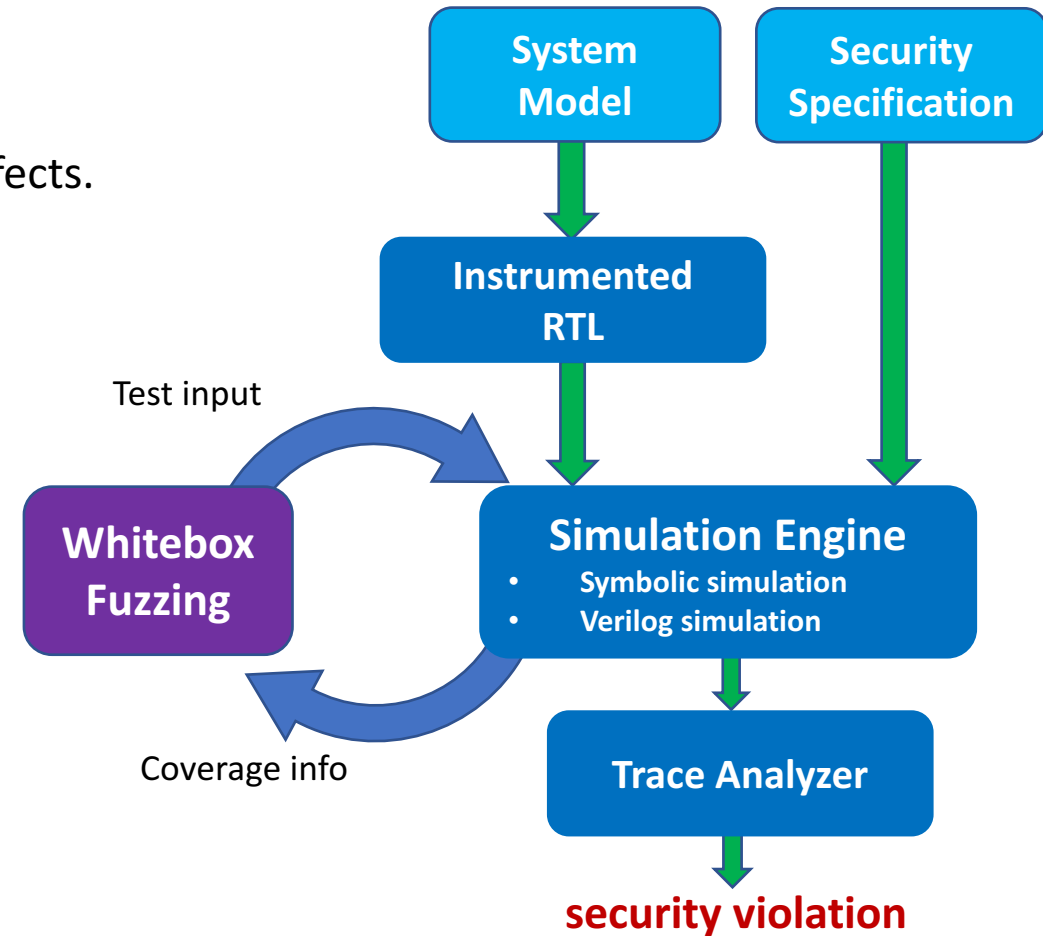 System
Model
Security
Specification
fects.
Instrumented
RTL
Test input
Whitebox
Fuzzing
Simulation Engine
• Symbolic simulation
• Verilog simulation
Coverage info
Trace Analyzer
security violation